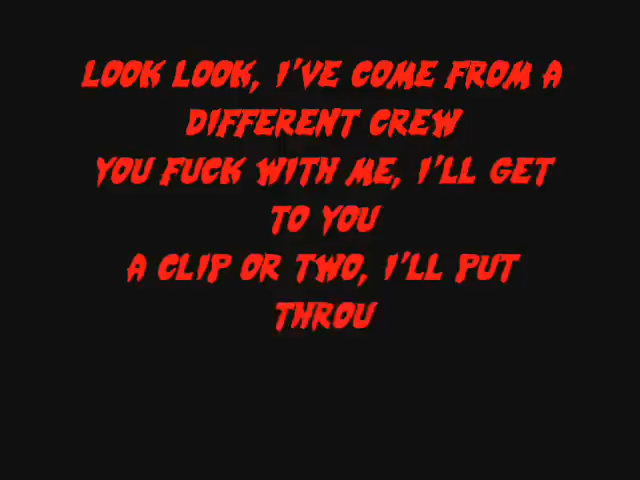 LOOK LOOK, I'VE COME FROM A
DIFFERENT CREW
YOU FUCK WITH ME, I'LL GET
TO YOU
A CLIP OR TWO, I'LL PUT
THROU